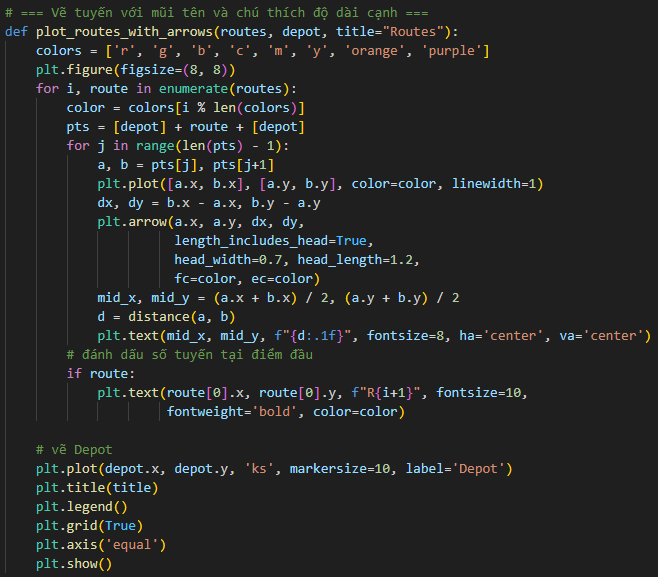 # === Vẽ tuyến với mũi tên và chú thích độ dài cạnh ===
def plot_routes_with_arrows(routes, depot, title="Routes"):
    colors = ['r', 'g', 'b', 'c', 'm', 'y', 'orange', 'purple']
    plt.figure(figsize=(8, 8))
    for i, route in enumerate(routes):
        color = colors[i % len(colors)]
        pts = [depot] + route + [depot]
        for j in range(len(pts) - 1):
            a, b = pts[j], pts[j+1]
            plt.plot([a.x, b.x], [a.y, b.y], color=color, linewidth=1)
            dx, dy = b.x - a.x, b.y - a.y
            plt.arrow(a.x, a.y, dx, dy,
                      length_includes_head=True,
                      head_width=0.7, head_length=1.2,
                      fc=color, ec=color)
            mid_x, mid_y = (a.x + b.x) / 2, (a.y + b.y) / 2
            d = distance(a, b)
            plt.text(mid_x, mid_y, f"{d:.1f}", fontsize=8, ha='center', va='center')
        # đánh dấu số tuyến tại điểm đầu
        if route:
            plt.text(route[0].x, route[0].y, f"R{i+1}", fontsize=10,
                     fontweight='bold', color=color)

    # vẽ Depot
    plt.plot(depot.x, depot.y, 'ks', markersize=10, label='Depot')
    plt.title(title)
    plt.legend()
    plt.grid(True)
    plt.axis('equal')
    plt.show()